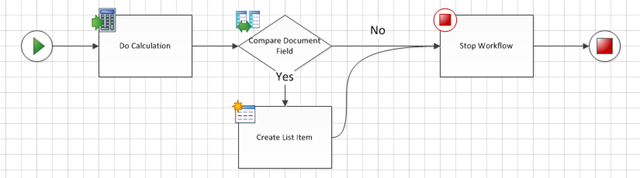 Do Calculation
Compare Document
Field
No
Stop Workflow
Yes
Create List Item